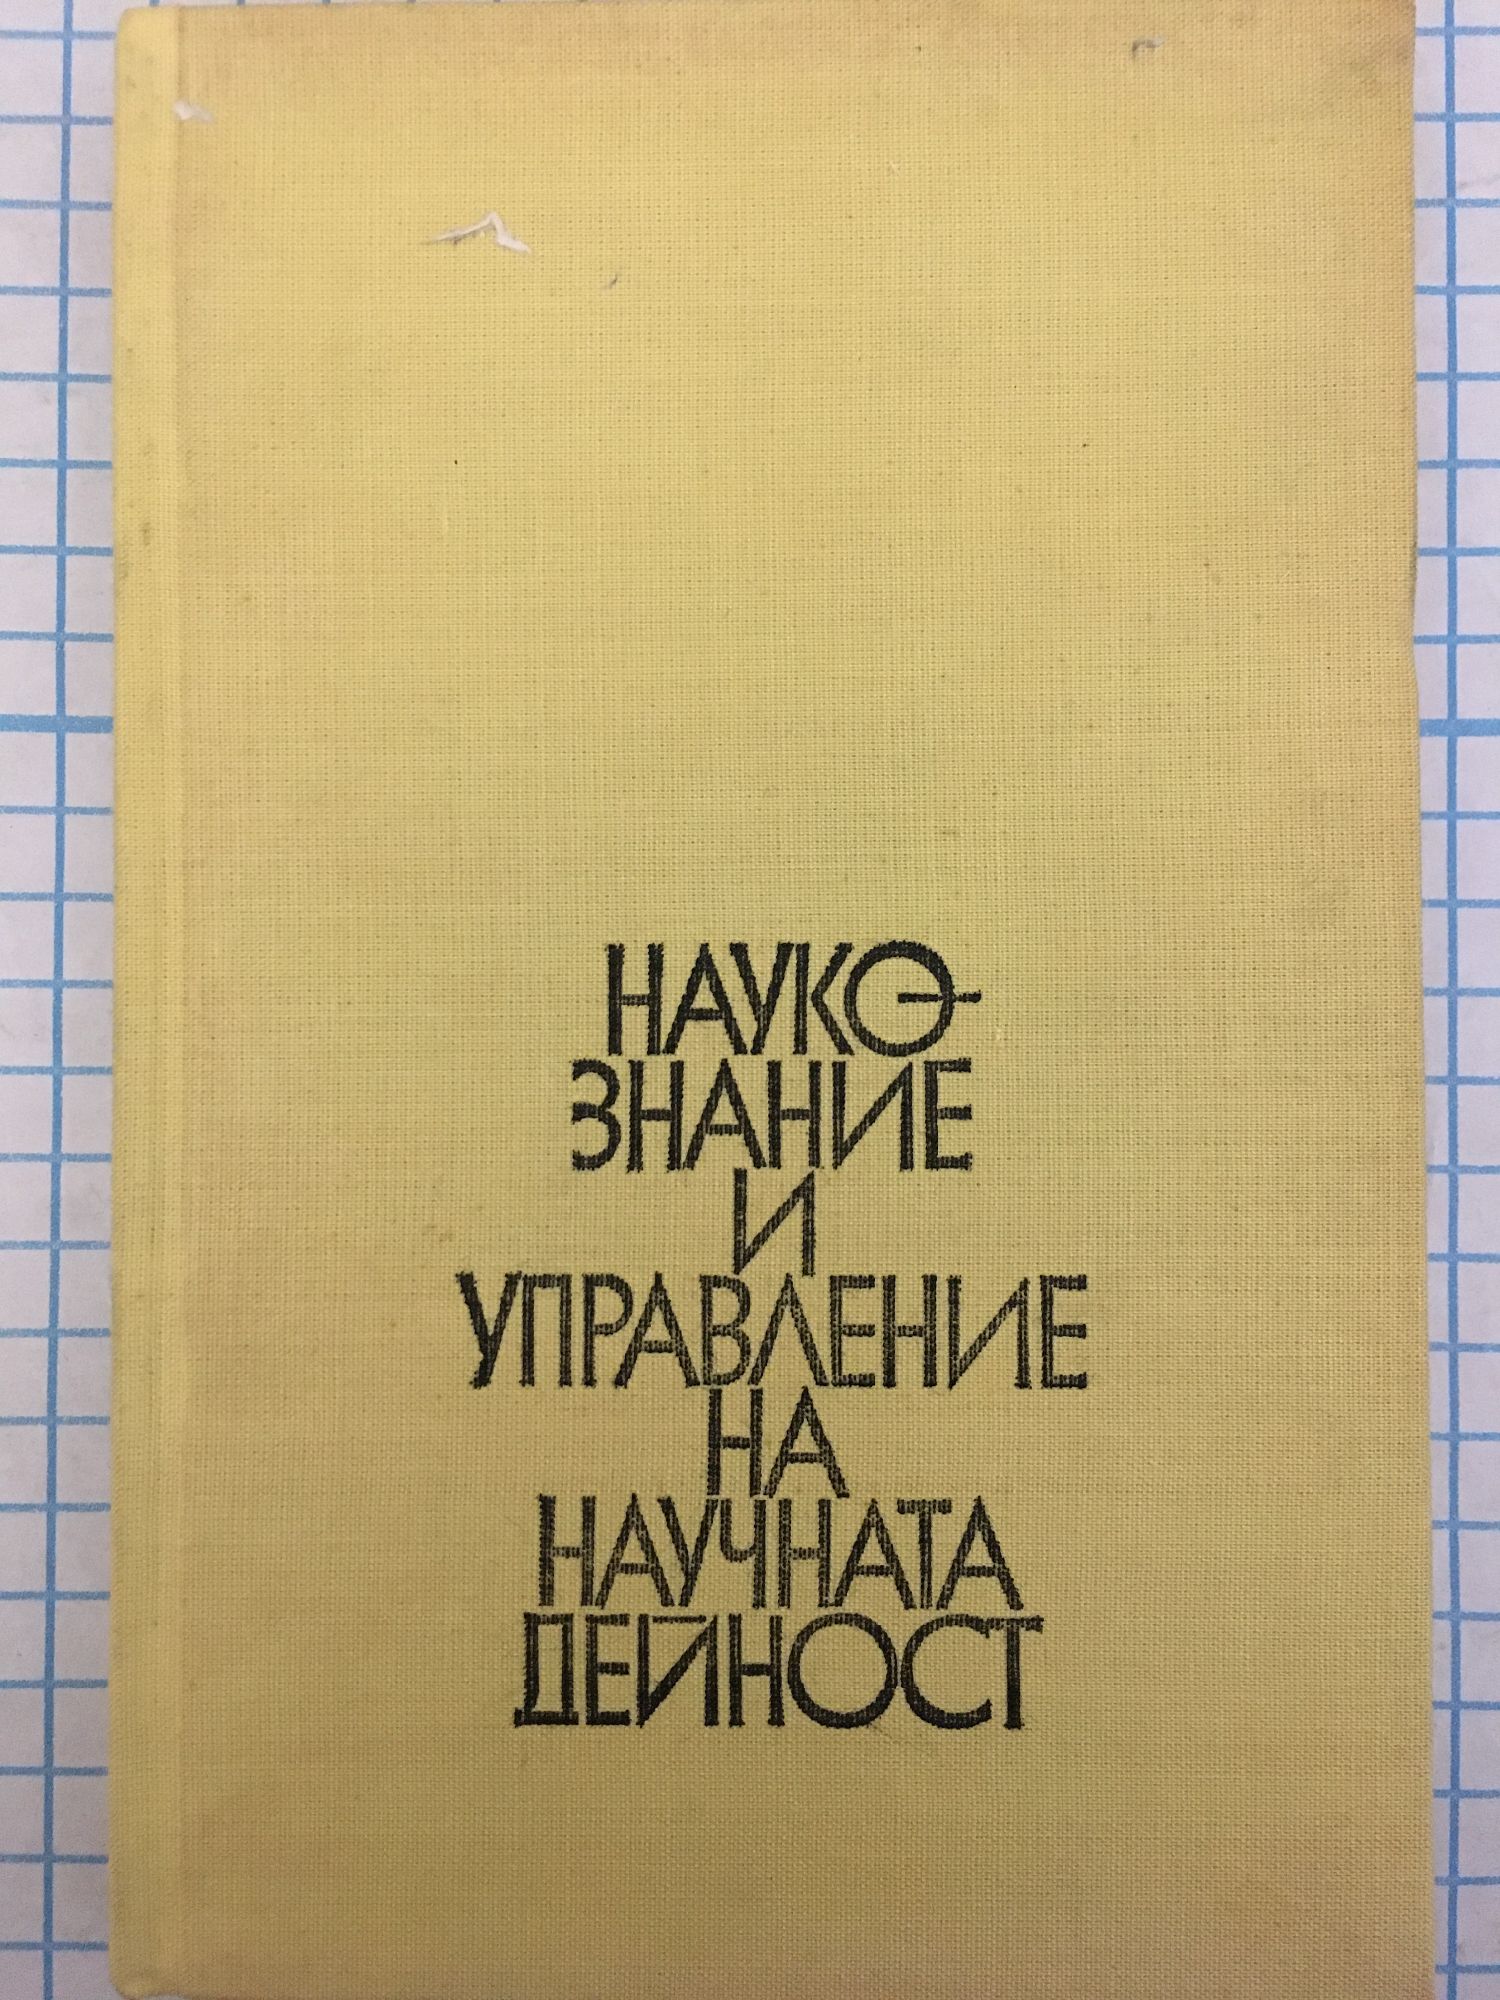 НАУКО-
ЗНАНИЕ
И
УПРАВЛЕНИЕ
НА
НАУЧНАТА
ДЕЙНОСТ